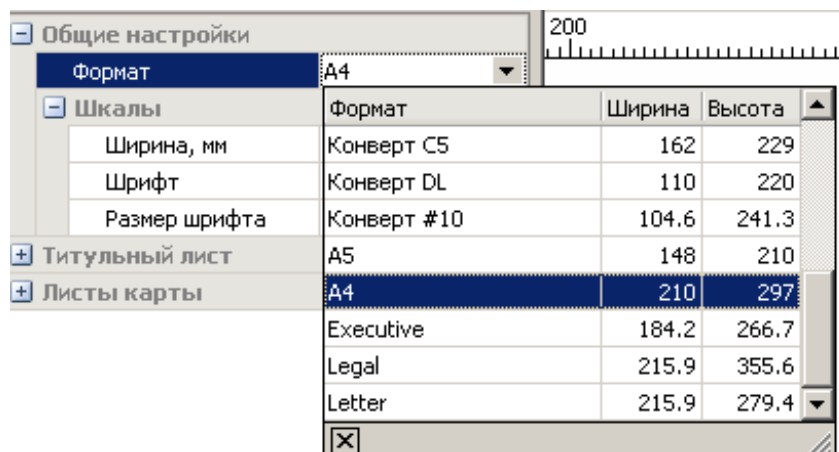 200
Общие настройки
Формат A4
Шкалы Формат Ширина Высота
Ширина, мм Конверт C5 162 229
Шрифт Конверт DL 110 220
Размер шрифта Конверт #10 104.6 241.3
Титульный лист A5 148 210
Листы карты A4 210 297
Executive 184.2 266.7
Legal 215.9 355.6
Letter 215.9 279.4